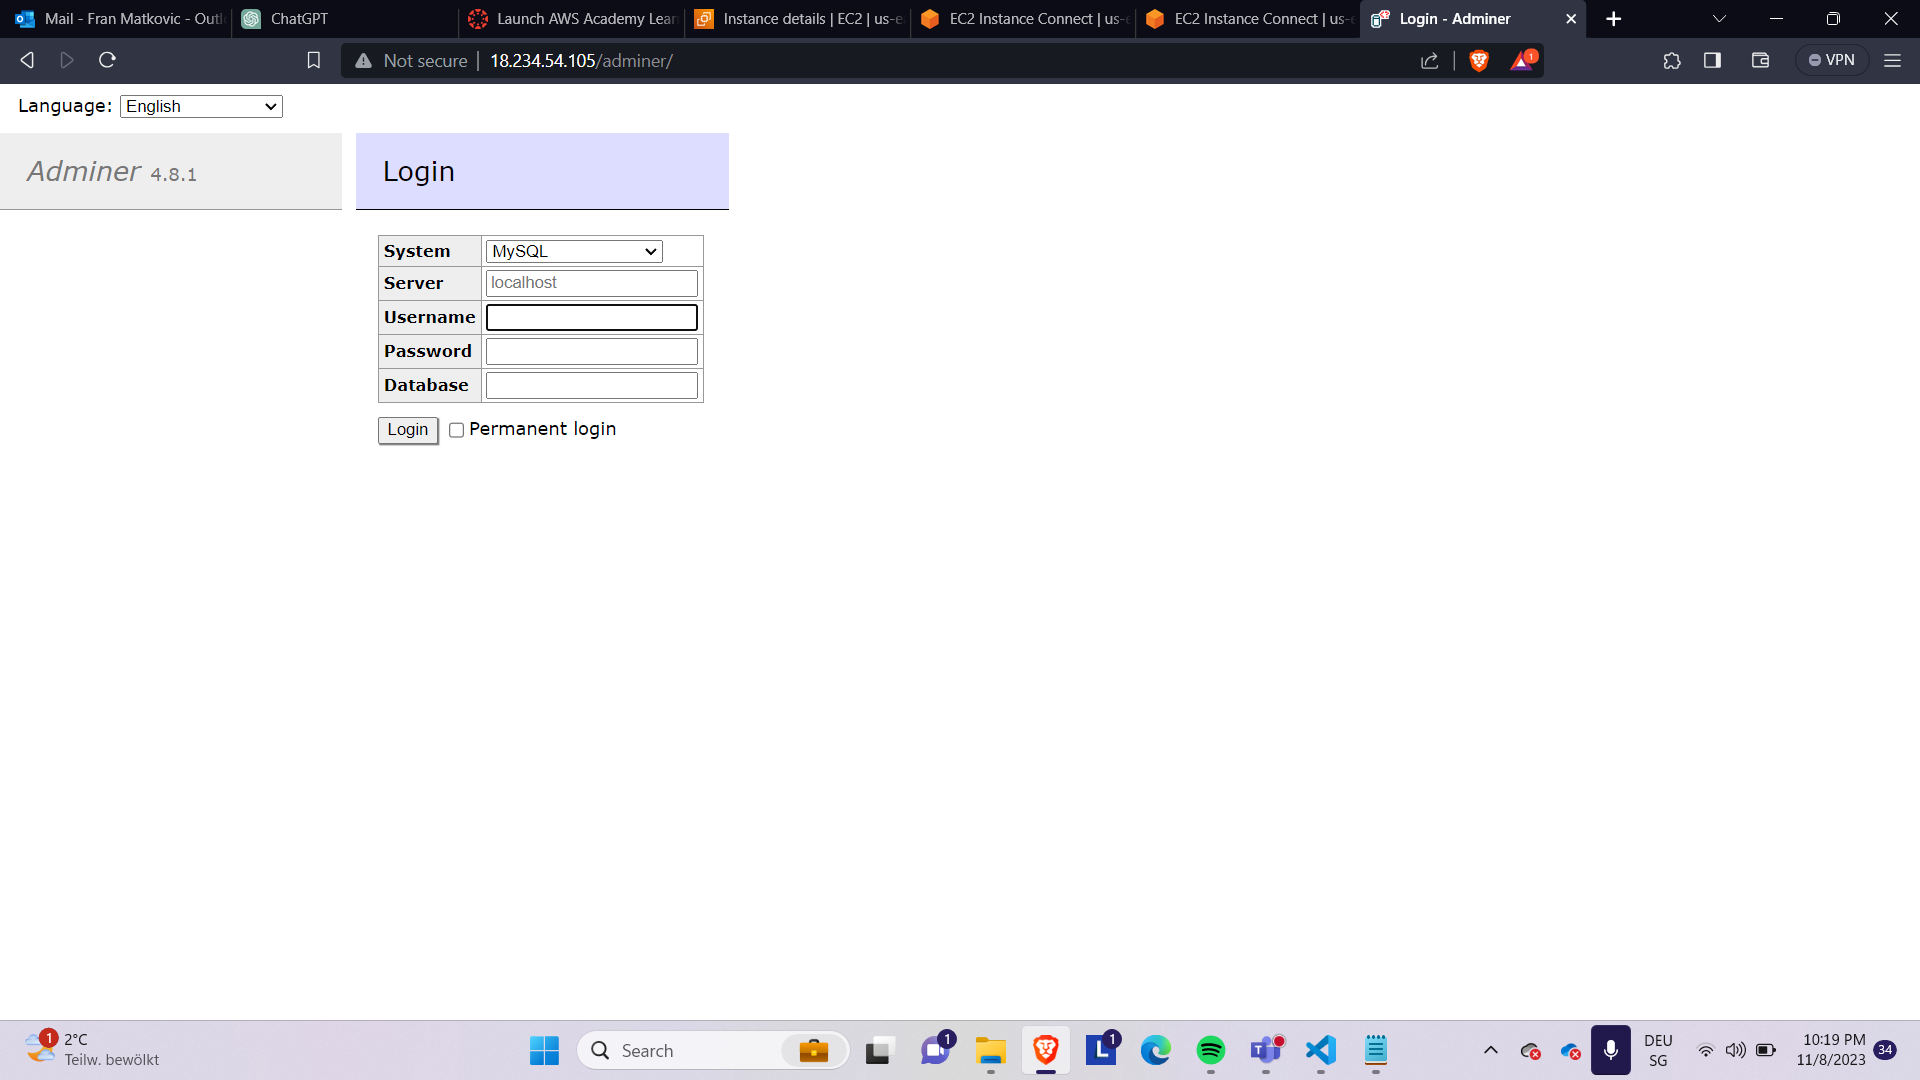 Mail - Fran Matkovic - Outl
ChatGPT
Launch AWS Academy Lear
Instance details | EC2 | us-e
EC2 Instance Connect | us-e
EC2 Instance Connect | us-e
Login - Adminer
Not secure
18.234.54.105/adminer/
1
VPN
Language: English
Adminer 4.8.1
Login
System MySQL
Server localhost
Username
Password
Database
Login Permanent login
1
2°C
Teilw. bewölkt
Search
1
L
1
T
DEU
SG
10:19 PM
11/8/2023
34